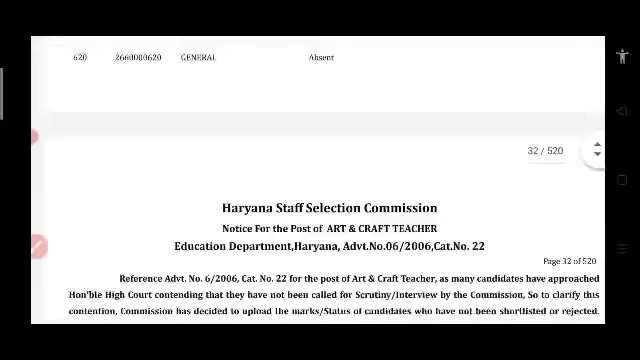 620 2660000620 GENERAL Absent
32 / 520
Haryana Staff Selection Commission
Notice For the Post of ART & CRAFT TEACHER
Education Department,Haryana, Advt.No.06/2006,Cat.No. 22
Page 32 of 520
Reference Advt. No. 6/2006, Cat. No. 22 for the post of Art & Craft Teacher, as many candidates have approached
Hon'ble High Court contending that they have not been called for Scrutiny/Interview by the Commission, So to clarify this
contention, Commission has decided to upload the marks/Status of candidates who have not been shortlisted or rejected.